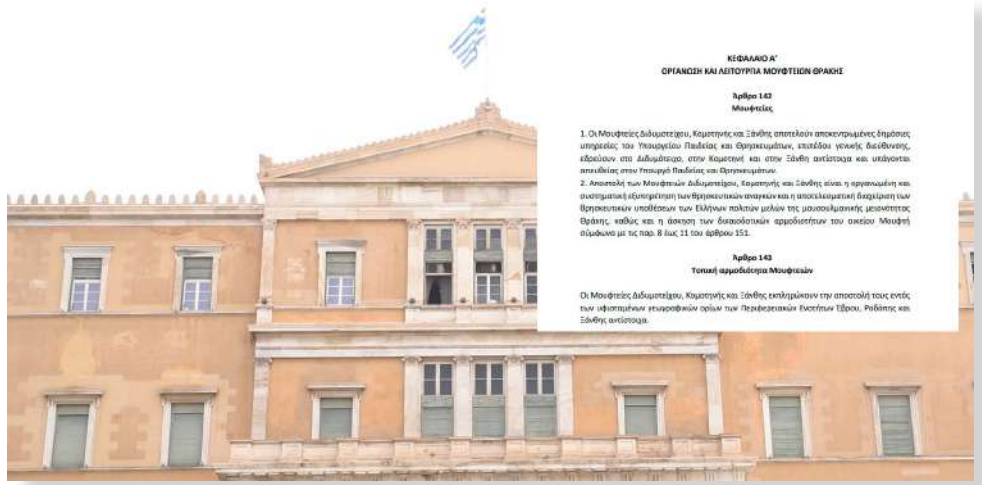 ΚΕΦΑΛΑΙΟ Α’
ΟΡΓΑΝΩΣΗ ΚΑΙ ΛΕΙΤΟΥΡΓΙΑ ΜΟΥΦΤΕΙΩΝ ΘΡΑΚΗΣ
Άρθρο 142
Μουφτείες
1. Οι Μουφτείες Διδυμοτείχου, Κομοτηνής και Ξάνθης αποτελούν αποκεντρωμένες δημόσιες
υπηρεσίες του Υπουργείου Παιδείας και Θρησκευμάτων, επιπέδου γενικής διεύθυνσης,
εδρεύουν στο Διδυμότειχο, στην Κομοτηνή και στην Ξάνθη αντίστοιχα και υπάγονται
απευθείας στον Υπουργό Παιδείας και Θρησκευμάτων.
2. Αποστολή των Μουφτειών Διδυμοτείχου, Κομοτηνής και Ξάνθης είναι η οργανωμένη και
συστηματική εξυπηρέτηση των θρησκευτικών αναγκών και η αποτελεσματική διαχείριση των
θρησκευτικών υποθέσεων των Ελλήνων πολιτών μελών της μουσουλμανικής μειονότητας
Θράκης, καθώς και η άσκηση των δικαιοδοτικών αρμοδιοτήτων του οικείου Μουφτή
σύμφωνα με τις παρ. 8 έως 11 του άρθρου 151.
Άρθρο 143
Τοπική αρμοδιότητα Μουφτειών
Οι Μουφτείες Διδυμοτείχου, Κομοτηνής και Ξάνθης εκπληρώνουν την αποστολή τους εντός
των υφισταμένων γεωγραφικών ορίων των Περιφερειακών Ενοτήτων Έβρου, Ροδόπης και
Ξάνθης αντίστοιχα.